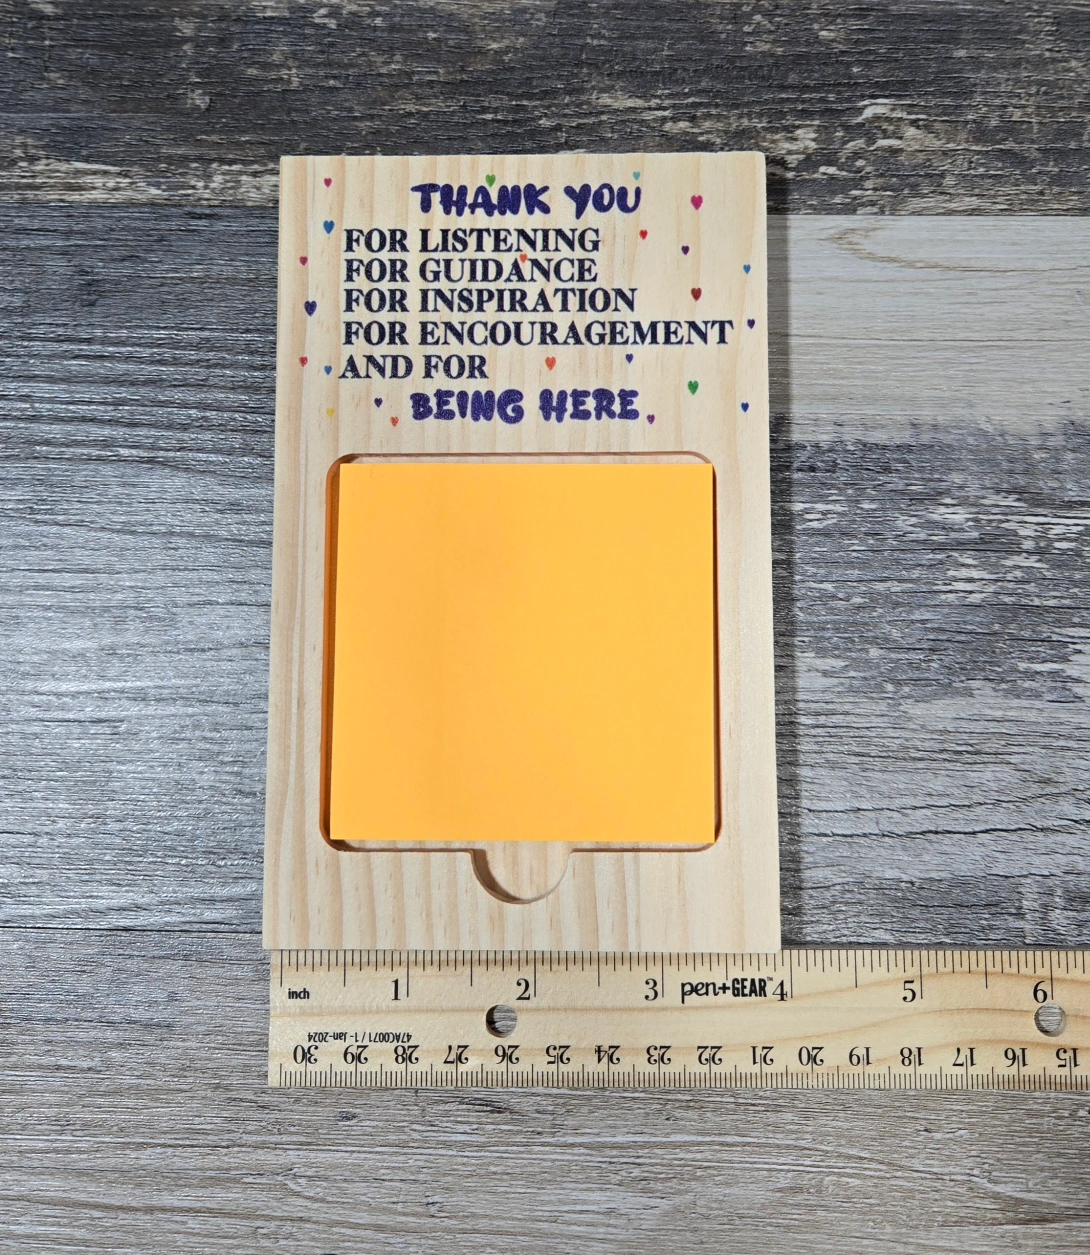 THANK YOU
FOR LISTENING
FOR GUIDANCE
FOR INSPIRATION
FOR ENCOURAGEMENT
AND FOR
BEING HERE
inch 1 2 3 pen+GEAR™ 4 5 6
47AC0071 / 1-Jan-2024
30 29 28 27 26 25 24 23 22 21 20 19 18 17 16 15